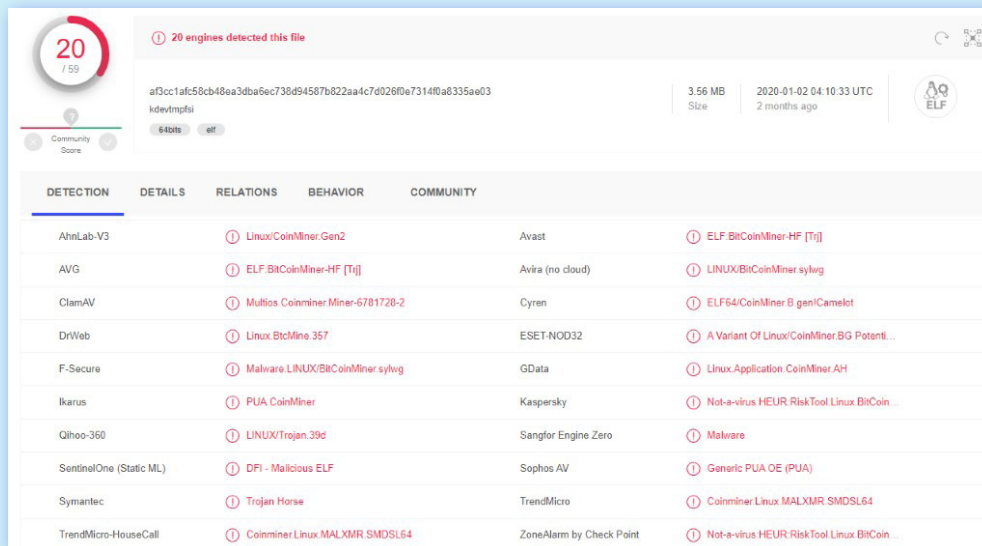 20
/ 59
Community
Score
20 engines detected this file
af3cc1afc58cb48ea3dba6ec738d94587b822aa4c7d026f0e7314f0a8335ae03
kdevtmpfsi
64bits elf
3.56 MB
Size
2020-01-02 04:10:33 UTC
2 months ago
ELF
DETECTION DETAILS RELATIONS BEHAVIOR COMMUNITY
AhnLab-V3 Linux/CoinMiner.Gen2 Avast ELF:BitCoinMiner-HF [Trj]
AVG ELF:BitCoinMiner-HF [Trj] Avira (no cloud) LINUX/BitCoinMiner.sylwg
ClamAV Multios.Coinminer.Miner-6781728-2 Cyren ELF64/CoinMiner.B.gen!Camelot
DrWeb Linux.BtcMine.357 ESET-NOD32 A Variant Of Linux/CoinMiner.BG Potenti...
F-Secure Malware.LINUX/BitCoinMiner.sylwg GData Linux.Application.CoinMiner.AH
Ikarus PUA.CoinMiner Kaspersky Not-a-virus:HEUR:RiskTool.Linux.BitCoin...
Qihoo-360 LINUX/Trojan.39d Sangfor Engine Zero Malware
SentinelOne (Static ML) DFI - Malicious ELF Sophos AV Generic PUA OE (PUA)
Symantec Trojan Horse TrendMicro Coinminer.Linux.MALXMR.SMDSL64
TrendMicro-HouseCall Coinminer.Linux.MALXMR.SMDSL64 ZoneAlarm by Check Point Not-a-virus:HEUR:RiskTool.Linux.BitCoin...